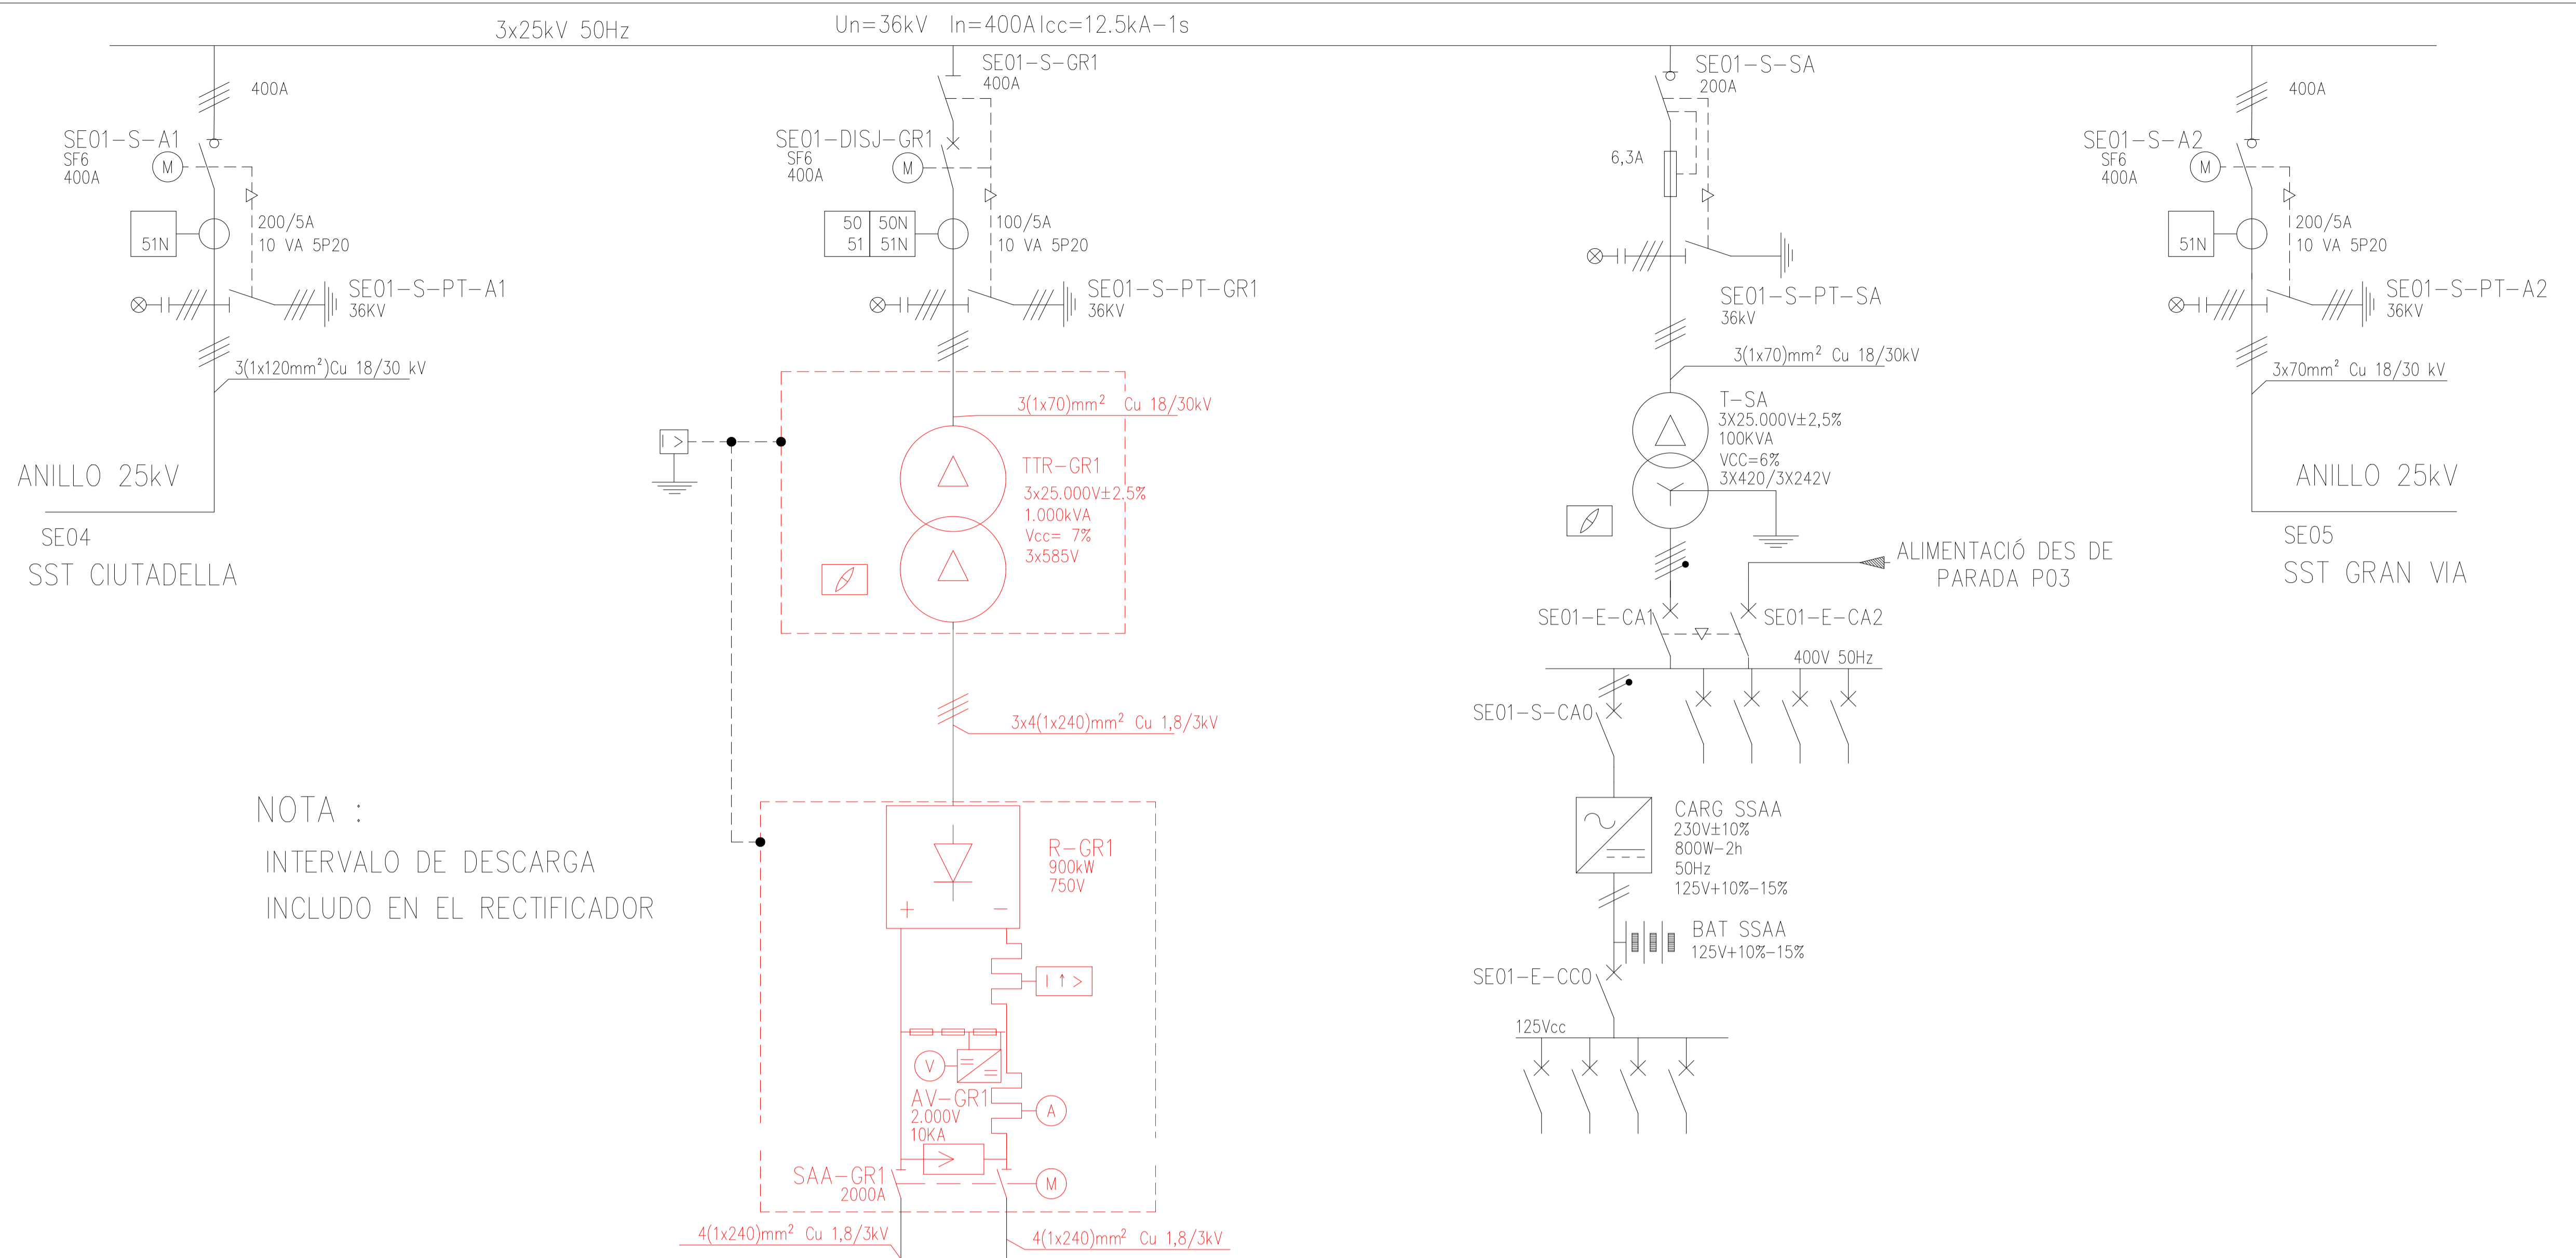 3x25kV 50Hz
Un=36kV In=400A Icc=12.5kA-1s
400A
SE01-S-A1
SF6
400A
M
51N
200/5A
10 VA 5P20
SE01-S-PT-A1
36KV
3(1x120mm²)Cu 18/30 kV
ANILLO 25kV
SE04
SST CIUTADELLA
SE01-S-GR1
400A
SE01-DISJ-GR1
SF6
400A
M
50 50N
51 51N
100/5A
10 VA 5P20
SE01-S-PT-GR1
36KV
3(1x70)mm² Cu 18/30kV
I >
TTR-GR1
3x25.000V±2.5%
1.000kVA
Vcc= 7%
3x585V
3x4(1x240)mm² Cu 1,8/3kV
NOTA :
INTERVALO DE DESCARGA
INCLUDO EN EL RECTIFICADOR
R-GR1
900kW
750V
+ −
I ↑ >
V
AV-GR1
2.000V
10KA
A
SAA-GR1
2000A
M
4(1x240)mm² Cu 1,8/3kV
4(1x240)mm² Cu 1,8/3kV
SE01-S-SA
200A
6,3A
SE01-S-PT-SA
36kV
3(1x70)mm² Cu 18/30kV
T-SA
3X25.000V±2,5%
100KVA
VCC=6%
3X420/3X242V
ALIMENTACIÓ DES DE
PARADA P03
SE01-E-CA1
SE01-E-CA2
400V 50Hz
SE01-S-CA0
CARG SSAA
230V±10%
800W-2h
50Hz
125V+10%-15%
BAT SSAA
125V+10%-15%
SE01-E-CC0
125Vcc
400A
SE01-S-A2
SF6
400A
M
51N
200/5A
10 VA 5P20
SE01-S-PT-A2
36KV
3x70mm² Cu 18/30 kV
ANILLO 25kV
SE05
SST GRAN VIA